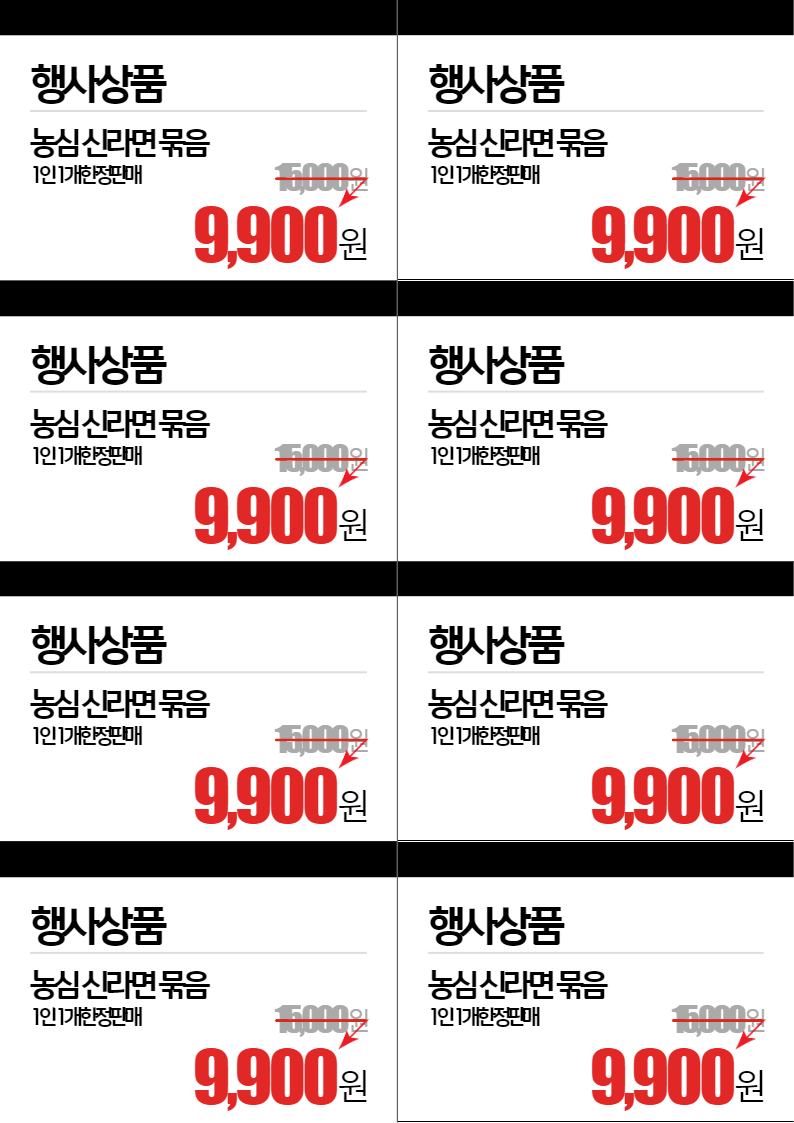 행사상품
농심 신라면 묶음
1인 1개한정판매
15,000원
9,900원
행사상품
농심 신라면 묶음
1인 1개한정판매
15,000원
9,900원
행사상품
농심 신라면 묶음
1인 1개한정판매
15,000원
9,900원
행사상품
농심 신라면 묶음
1인 1개한정판매
15,000원
9,900원
행사상품
농심 신라면 묶음
1인 1개한정판매
15,000원
9,900원
행사상품
농심 신라면 묶음
1인 1개한정판매
15,000원
9,900원
행사상품
농심 신라면 묶음
1인 1개한정판매
15,000원
9,900원
행사상품
농심 신라면 묶음
1인 1개한정판매
15,000원
9,900원